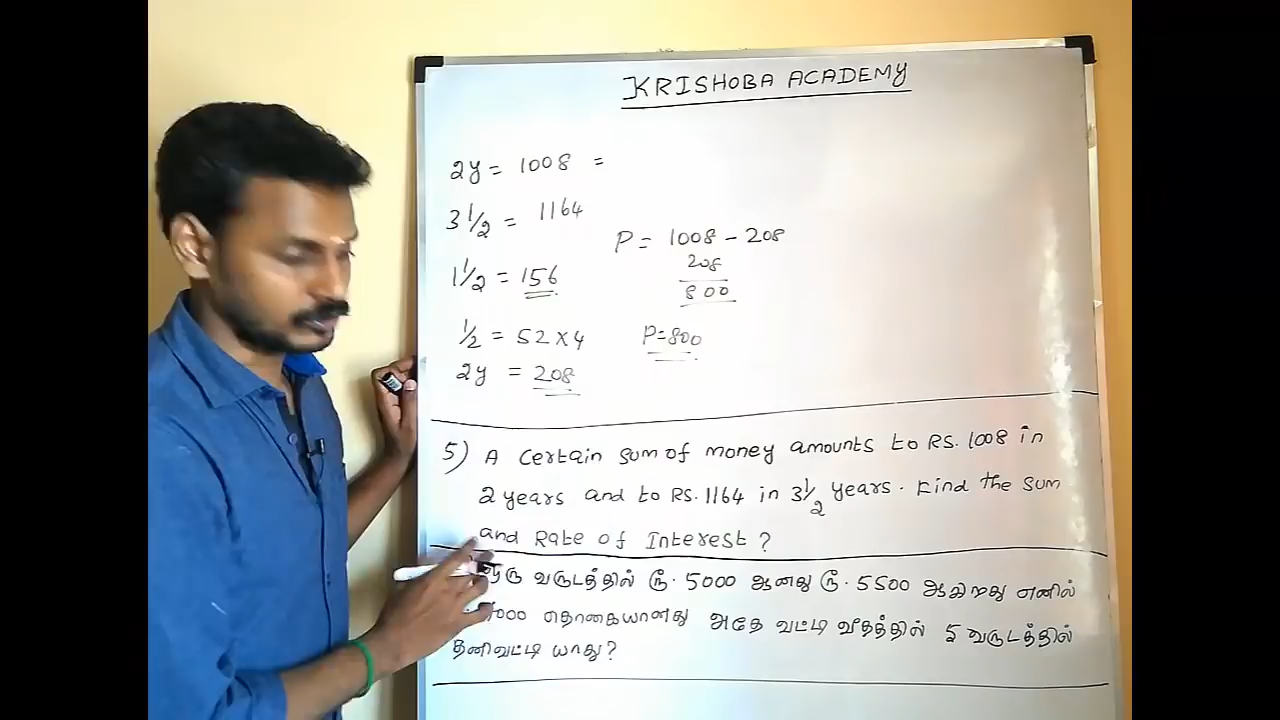 KRISHOBA ACADEMY
2y = 1008 =
3 1/2 = 1164
P = 1008 - 208
208
800
1 1/2 = 156
1/2 = 52 x 4
P=800
2y = 208
5) A certain sum of money amounts to RS. 1008 in
2 years and to RS. 1164 in 3 1/2 years. Find the sum
and Rate of Interest ?
வருடத்தில் ரூ. 5000 ஆனது ரூ. 5500 ஆகிறது எனில்
தொகையானது அதே வட்டி வீதத்தில் 5 வருடத்தில்
தனிவட்டி யாது?